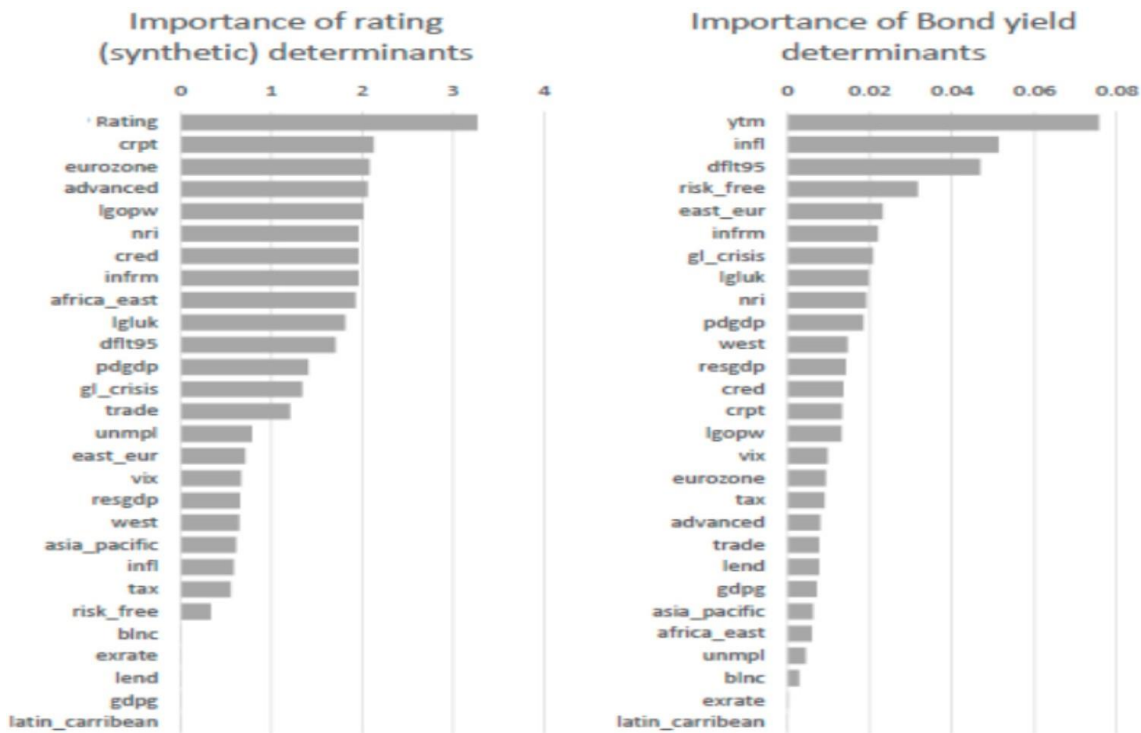 Importance of rating
(synthetic) determinants
0 1 2 3 4
Rating
crpt
eurozone
advanced
lgopw
nri
cred
infrm
africa_east
lgluk
dflt95
pdgdp
gl_crisis
trade
unmpl
east_eur
vix
resgdp
west
asia_pacific
infl
tax
risk_free
blnc
exrate
lend
gdpg
latin_carribean
Importance of Bond yield
determinants
0 0.02 0.04 0.06 0.08
ytm
infl
dflt95
risk_free
east_eur
infrm
gl_crisis
lgluk
nri
pdgdp
west
resgdp
cred
crpt
lgopw
vix
eurozone
tax
advanced
trade
lend
gdpg
asia_pacific
africa_east
unmpl
blnc
exrate
latin_carribean